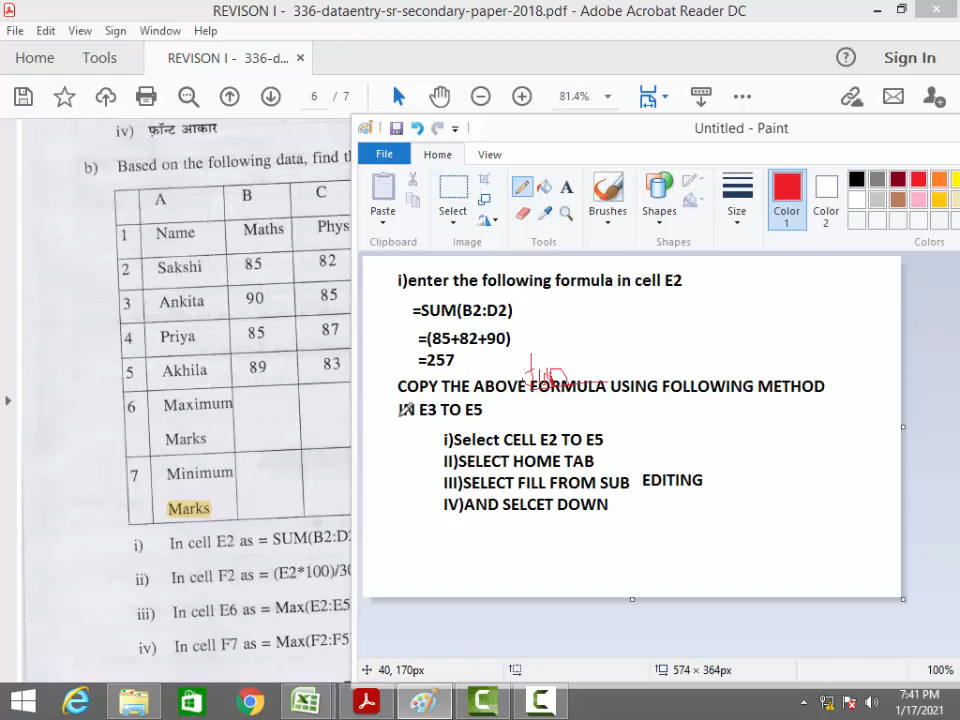 REVISON I - 336-dataentry-sr-secondary-paper-2018.pdf - Adobe Acrobat Reader DC
File Edit View Sign Window Help
Home Tools REVISON I - 336-d... × Sign In
6 / 7 81.4%
iv) फ़ॉन्ट आकार
b) Based on the following data, find t
A B C
1 Name Maths Phys
2 Sakshi 85 82
3 Ankita 90 85
4 Priya 85 87
5 Akhila 89 83
6 Maximum
Marks
7 Minimum
Marks
i) In cell E2 as = SUM(B2:D2
ii) In cell F2 as = (E2*100)/30
iii) In cell E6 as = Max(E2:E5
iv) In cell F7 as = Max(F2:F5
Untitled - Paint
File Home View
Paste Select Brushes Shapes Size Color 1 Color 2
Clipboard Image Tools Shapes Colors
i)enter the following formula in cell E2
=SUM(B2:D2)
=(85+82+90)
=257
COPY THE ABOVE FORMULA USING FOLLOWING METHOD
IN E3 TO E5
i)Select CELL E2 TO E5
II)SELECT HOME TAB
III)SELECT FILL FROM SUB EDITING
IV)AND SELCET DOWN
40, 170px 574 × 364px 100%
7:41 PM
1/17/2021